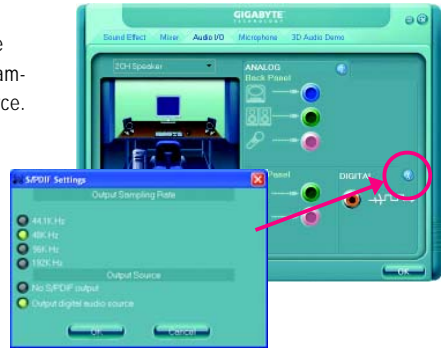 e
am-
ce.
GIGABYTE
TECHNOLOGY
Sound Effect Mixer Audio I/O Microphone 3D Audio Demo
2CH Speaker
ANALOG
Back Panel
Panel
DIGITAL
OK
S/PDIF Settings
Output Sampling Rate
44.1K Hz
48K Hz
96K Hz
192K Hz
Output Source
No S/PDIF output
Output digital audio source
OK Cancel